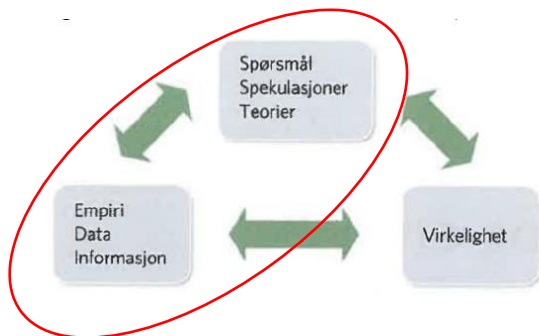 Spørsmål
Spekulasjoner
Teorier
Empiri
Data
Informasjon
Virkelighet